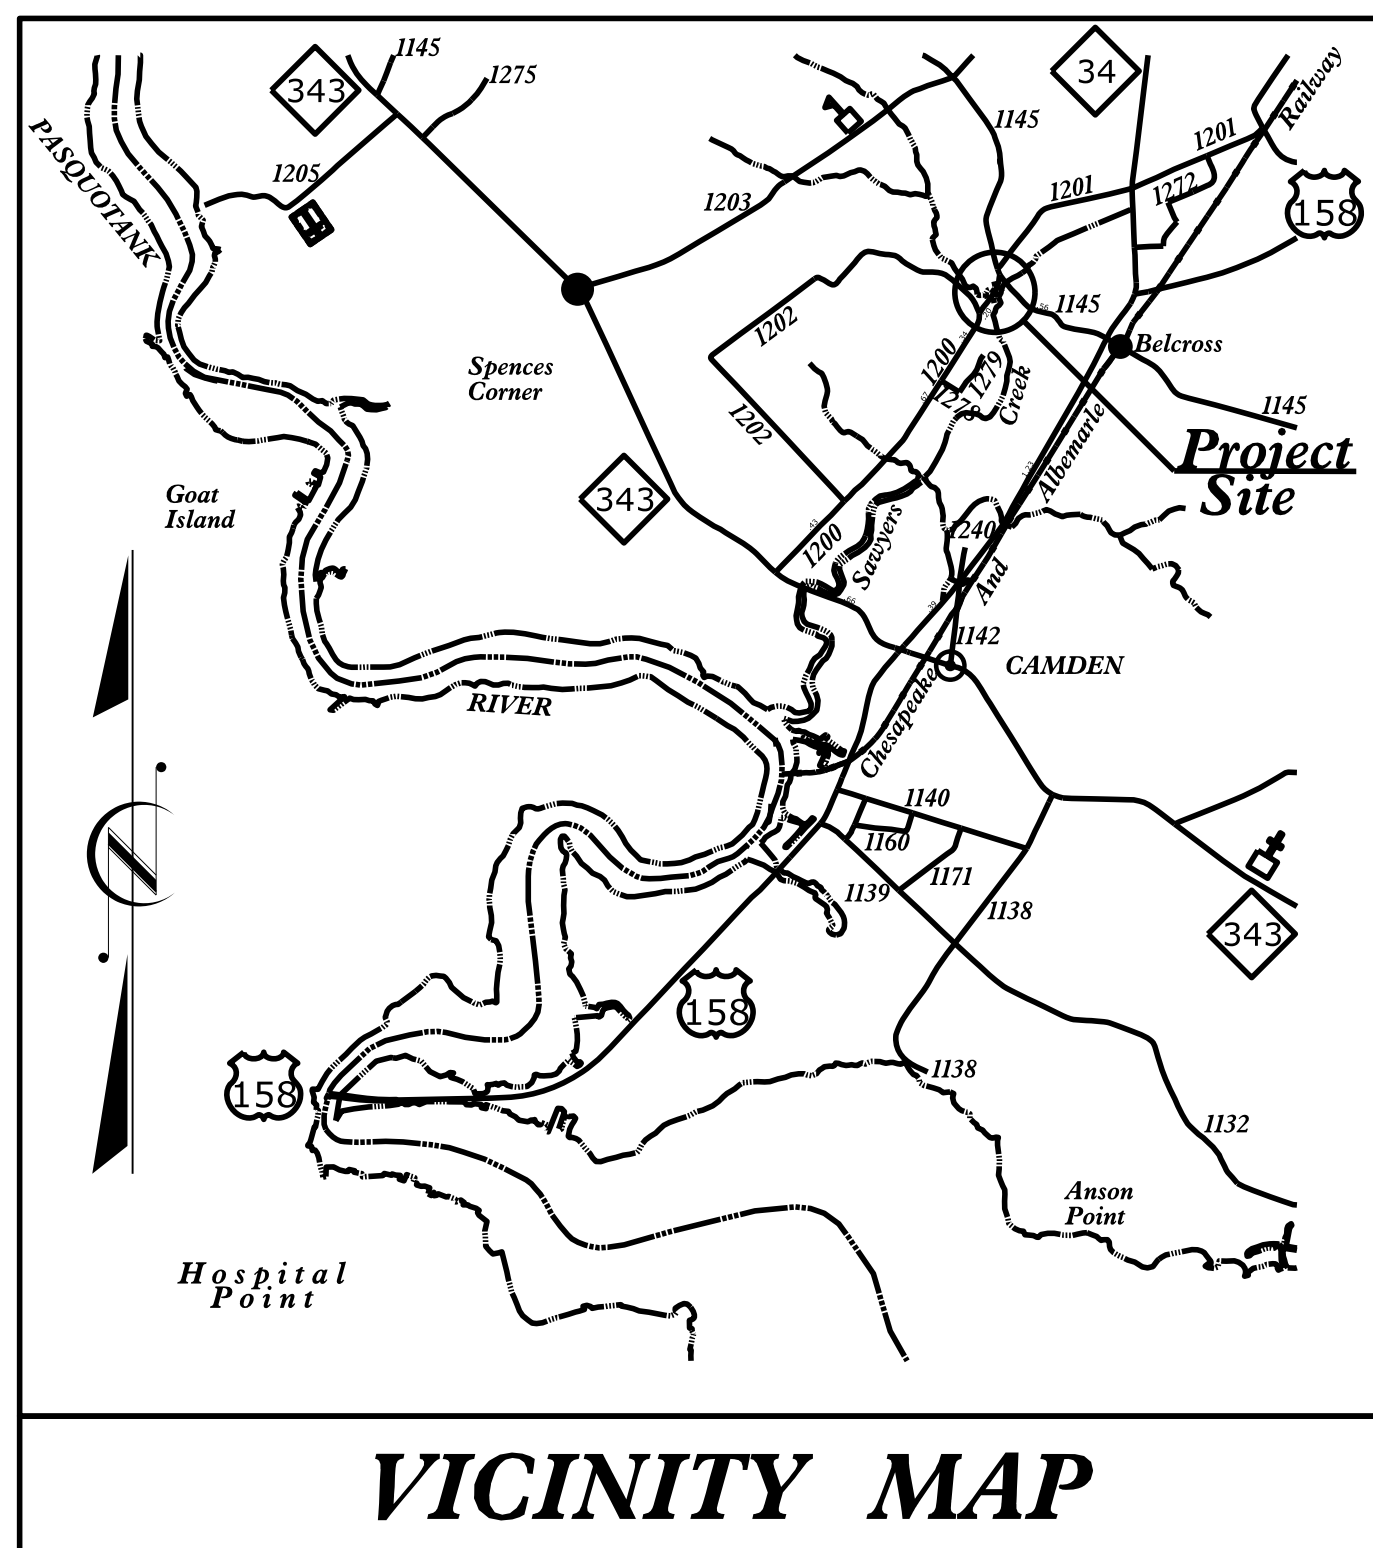 1145
343
34
1275
Railway
1145
1201
PASQUOTANK
1205
1201
1272
1203
158
1145
1202
Belcross
Spences
Corner
1200
1279
1278
Creek
1145
1202
Albemarle
Project
Site
Goat
Island
343
1240
1200
Sawyers
And
1142
CAMDEN
RIVER
Chesapeake
1140
1160
1171
1139
1138
343
158
1138
158
1132
Anson
Point
Hospital
Point
VICINITY MAP